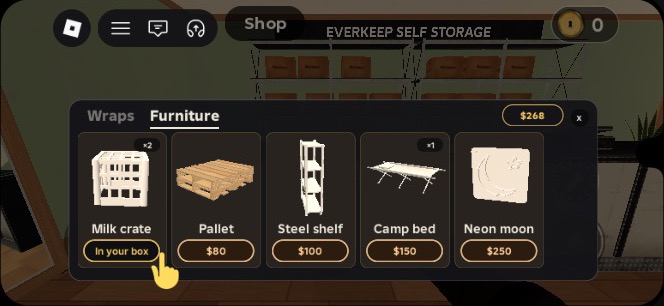 Shop
0
EVERKEEP SELF STORAGE
Wraps Furniture
$268
x
×2
×1
Milk crate
Pallet
Steel shelf
Camp bed
Neon moon
In your box
$80
$100
$150
$250